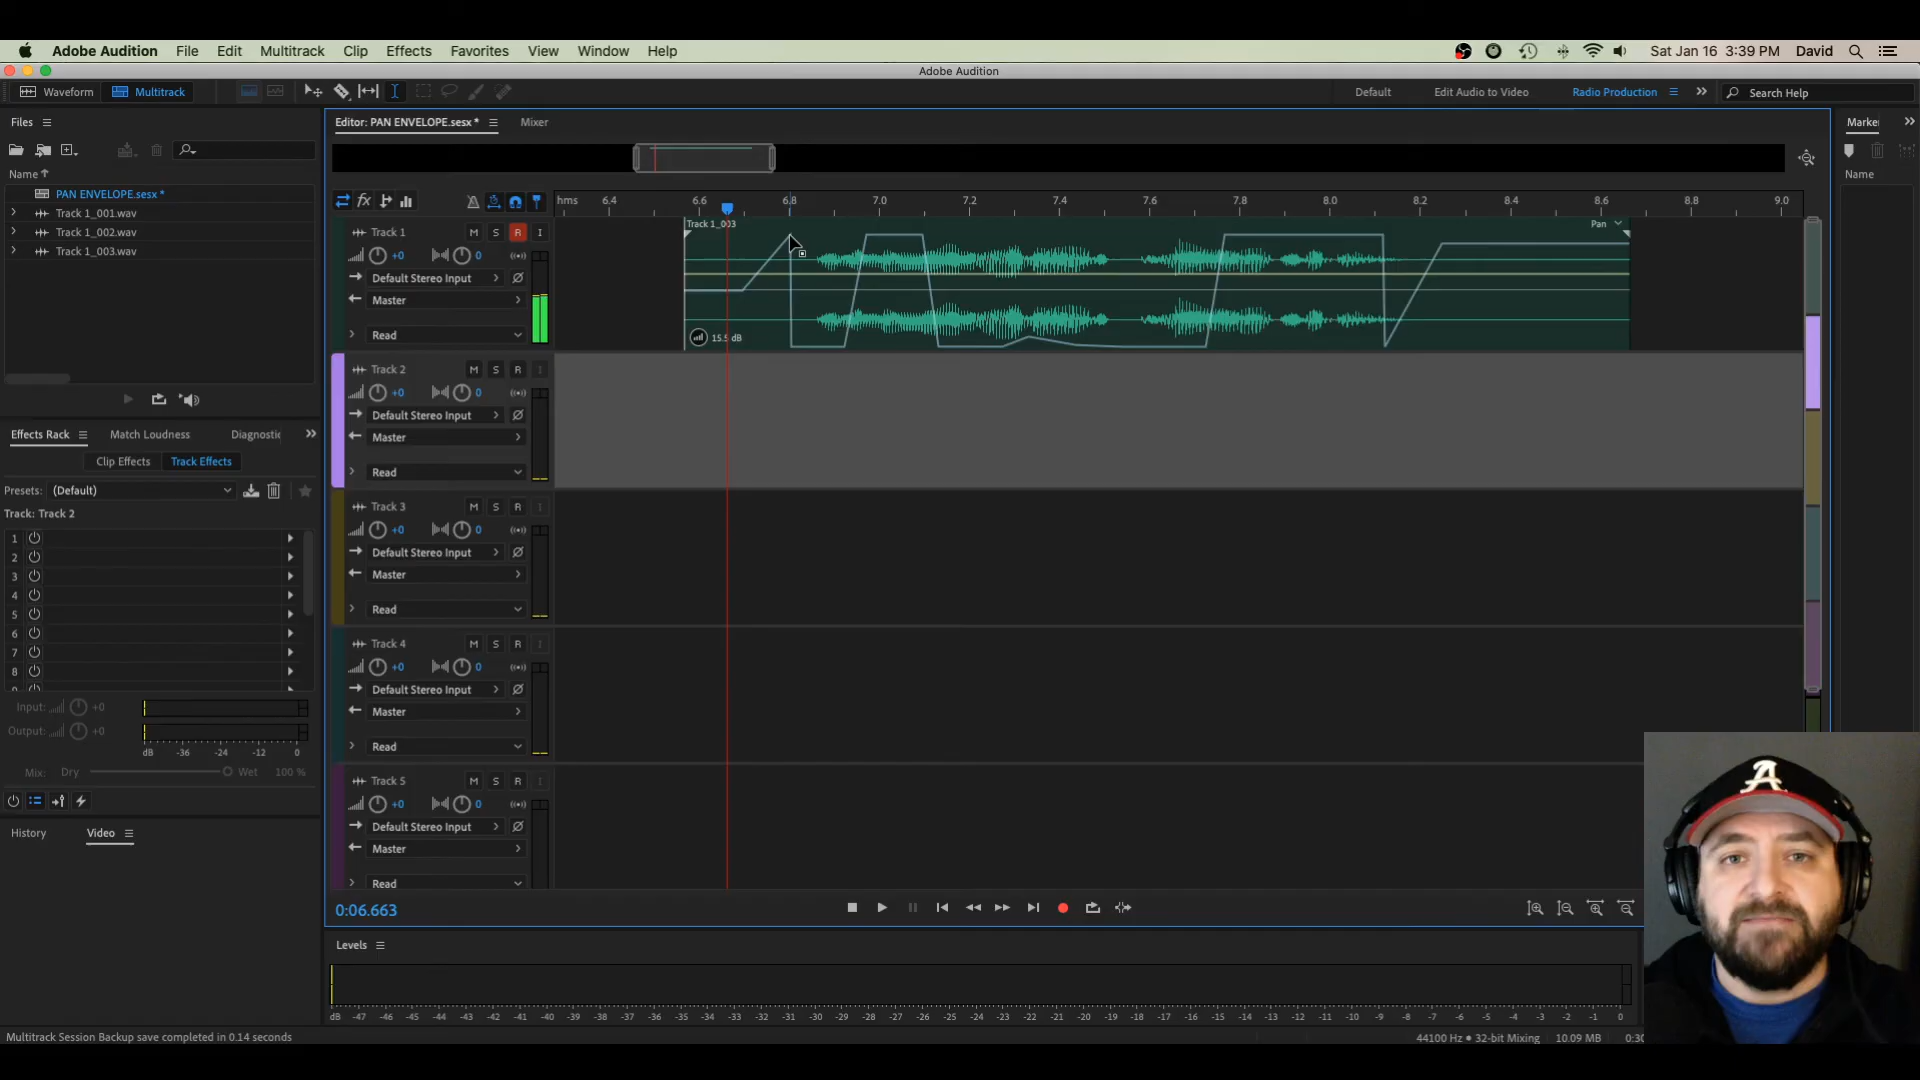 Adobe Audition File Edit Multitrack Clip Effects Favorites View Window Help
Sat Jan 16 3:39 PM David
Adobe Audition
Waveform Multitrack
Default Edit Audio to Video Radio Production Search Help
Files
Name
PAN ENVELOPE.sesx *
Track 1_001.wav
Track 1_002.wav
Track 1_003.wav
Effects Rack Match Loudness Diagnostic
Clip Effects Track Effects
Presets: (Default)
Track: Track 2
1
2
3
4
5
6
7
8
Input: +0
Output: +0
dB -36 -24 -12 0
Mix: Dry Wet 100 %
History Video
Editor: PAN ENVELOPE.sesx * Mixer
fx
hms 6.4 6.6 6.8 7.0 7.2 7.4 7.6 7.8 8.0 8.2 8.4 8.6 8.8 9.0
Track 1 M S R I
+0 0
Default Stereo Input
Master
Read
Track 1_003 Pan
Track 2 M S R I
+0 0
Default Stereo Input
Master
Read
Track 3 M S R
+0 0
Default Stereo Input
Master
Read
Track 4 M S R I
+0 0
Default Stereo Input
Master
Read
Track 5 M S R I
+0 0
Default Stereo Input
Master
Read
0:06.663
Levels
dB -47 -46 -45 -44 -43 -42 -41 -40 -39 -38 -37 -36 -35 -34 -33 -32 -31 -30 -29 -28 -27 -26 -25 -24 -23 -22 -21 -20 -19 -18 -17 -16 -15 -14 -13 -12 -11 -10 -9 -8 -7 -6 -5 -4 -3 -2 -1 0
Multitrack Session Backup save completed in 0.14 seconds
44100 Hz • 32-bit Mixing 10.09 MB
Marke
Name
A